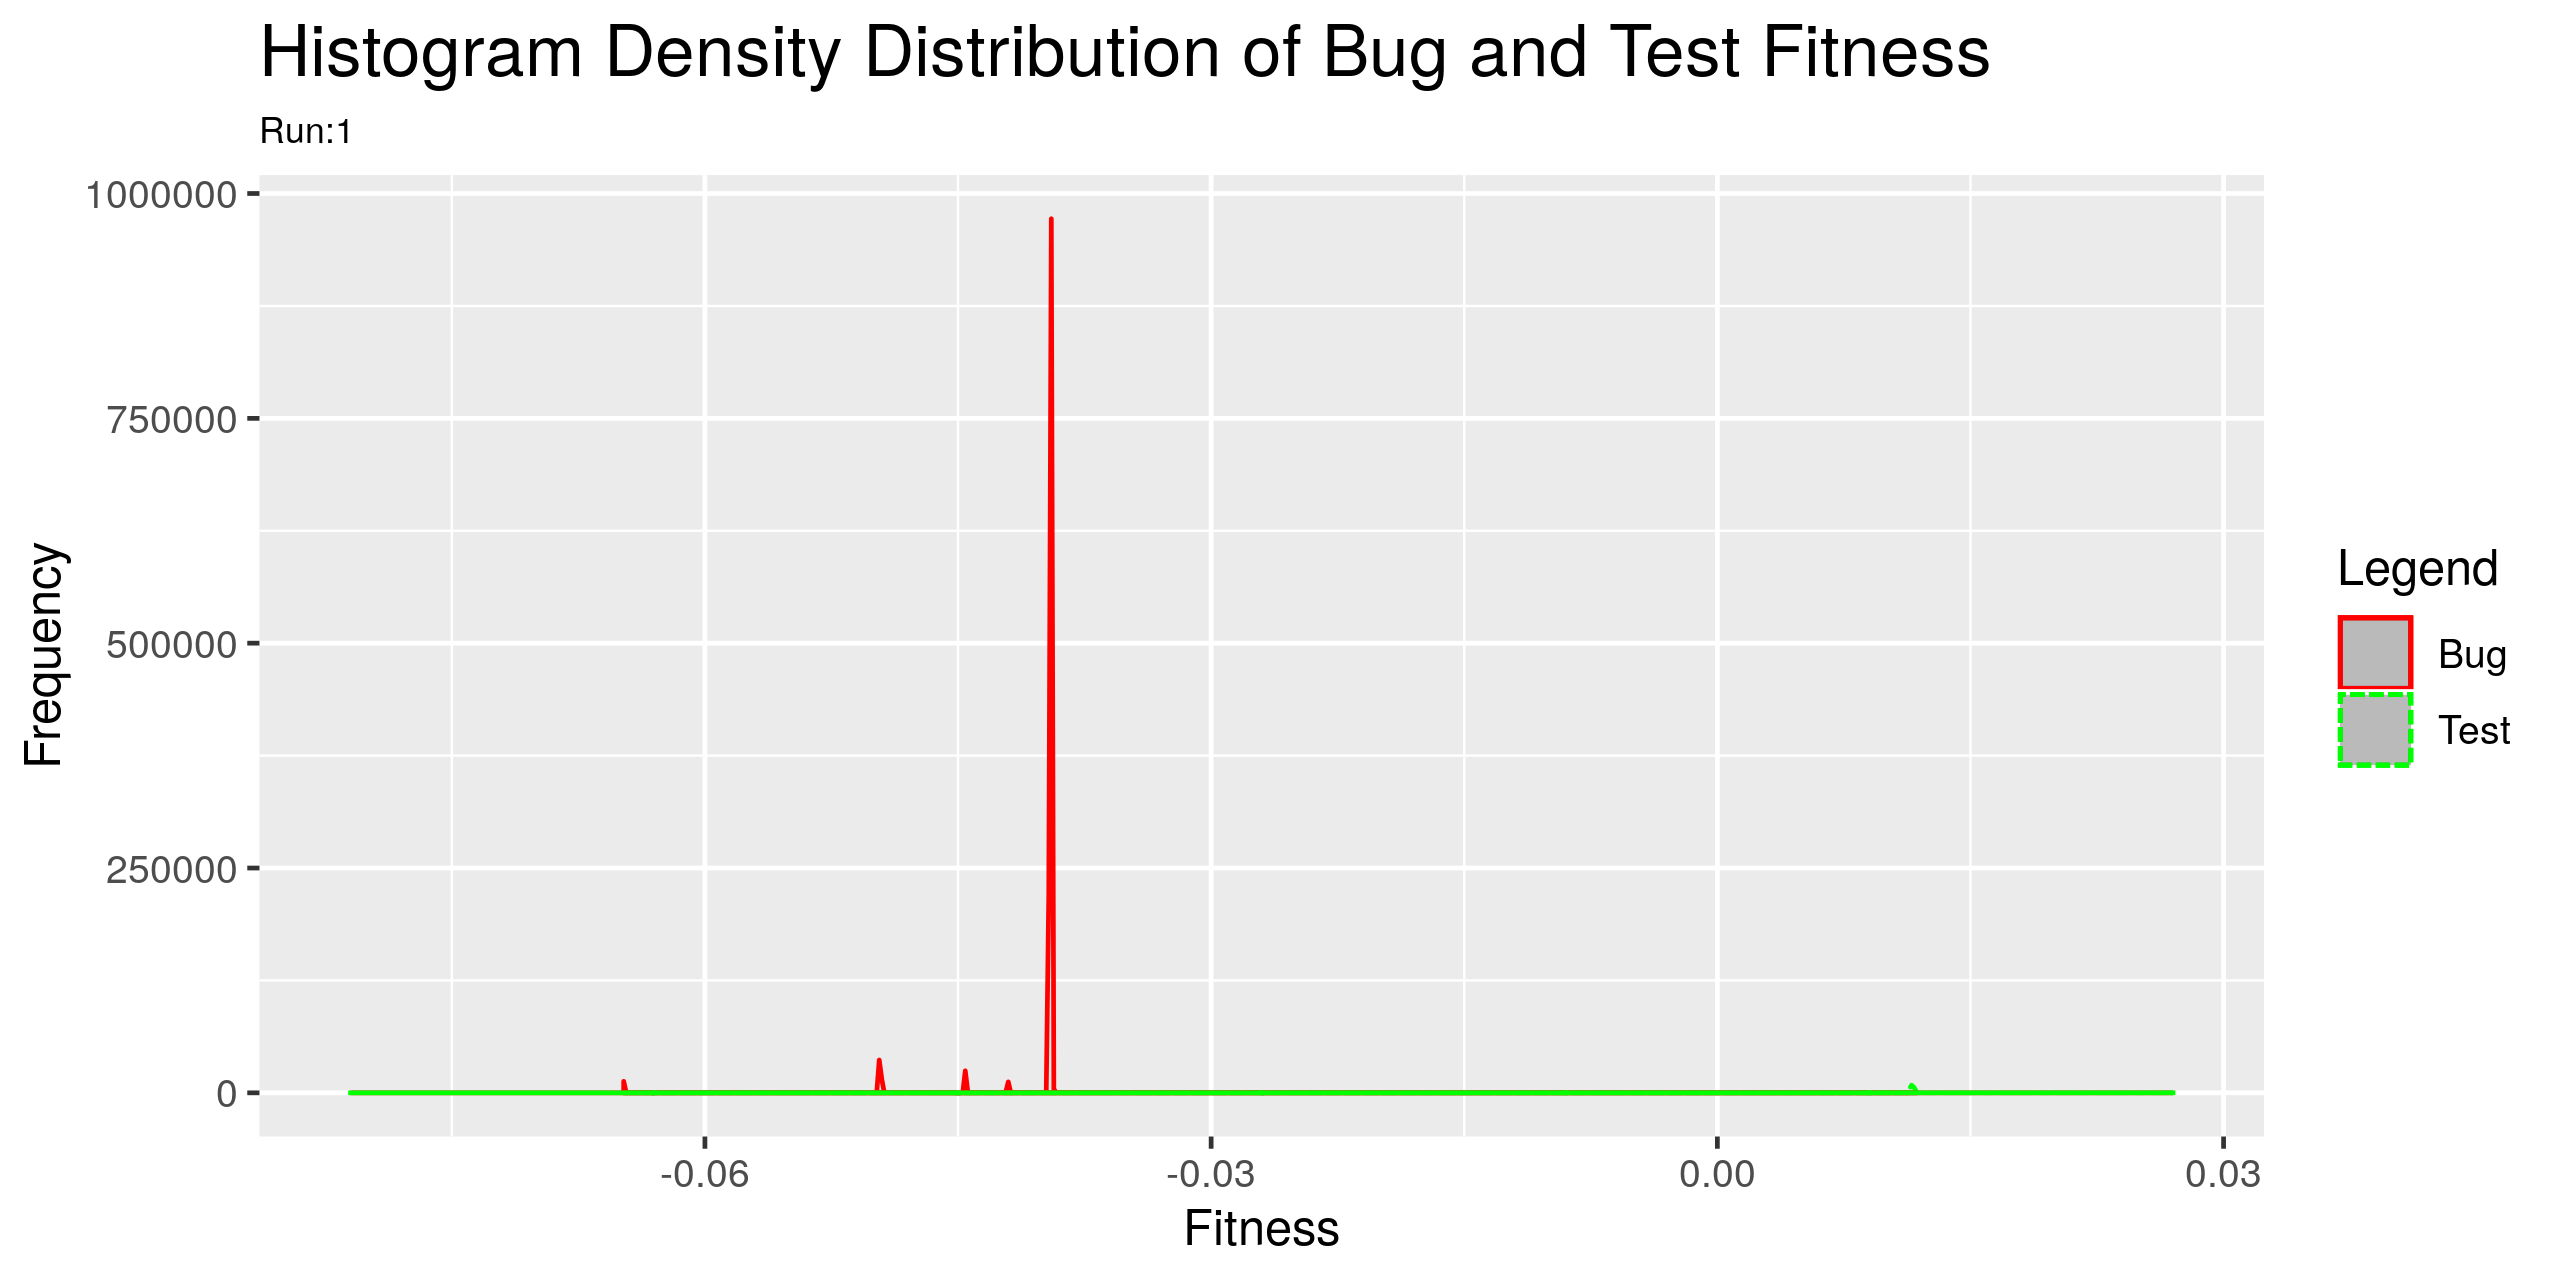 Histogram Density Distribution of Bug and Test Fitness
Run:1
1000000
750000
500000
250000
0
Frequency
-0.06
-0.03
0.00
0.03
Fitness
Legend
Bug
Test